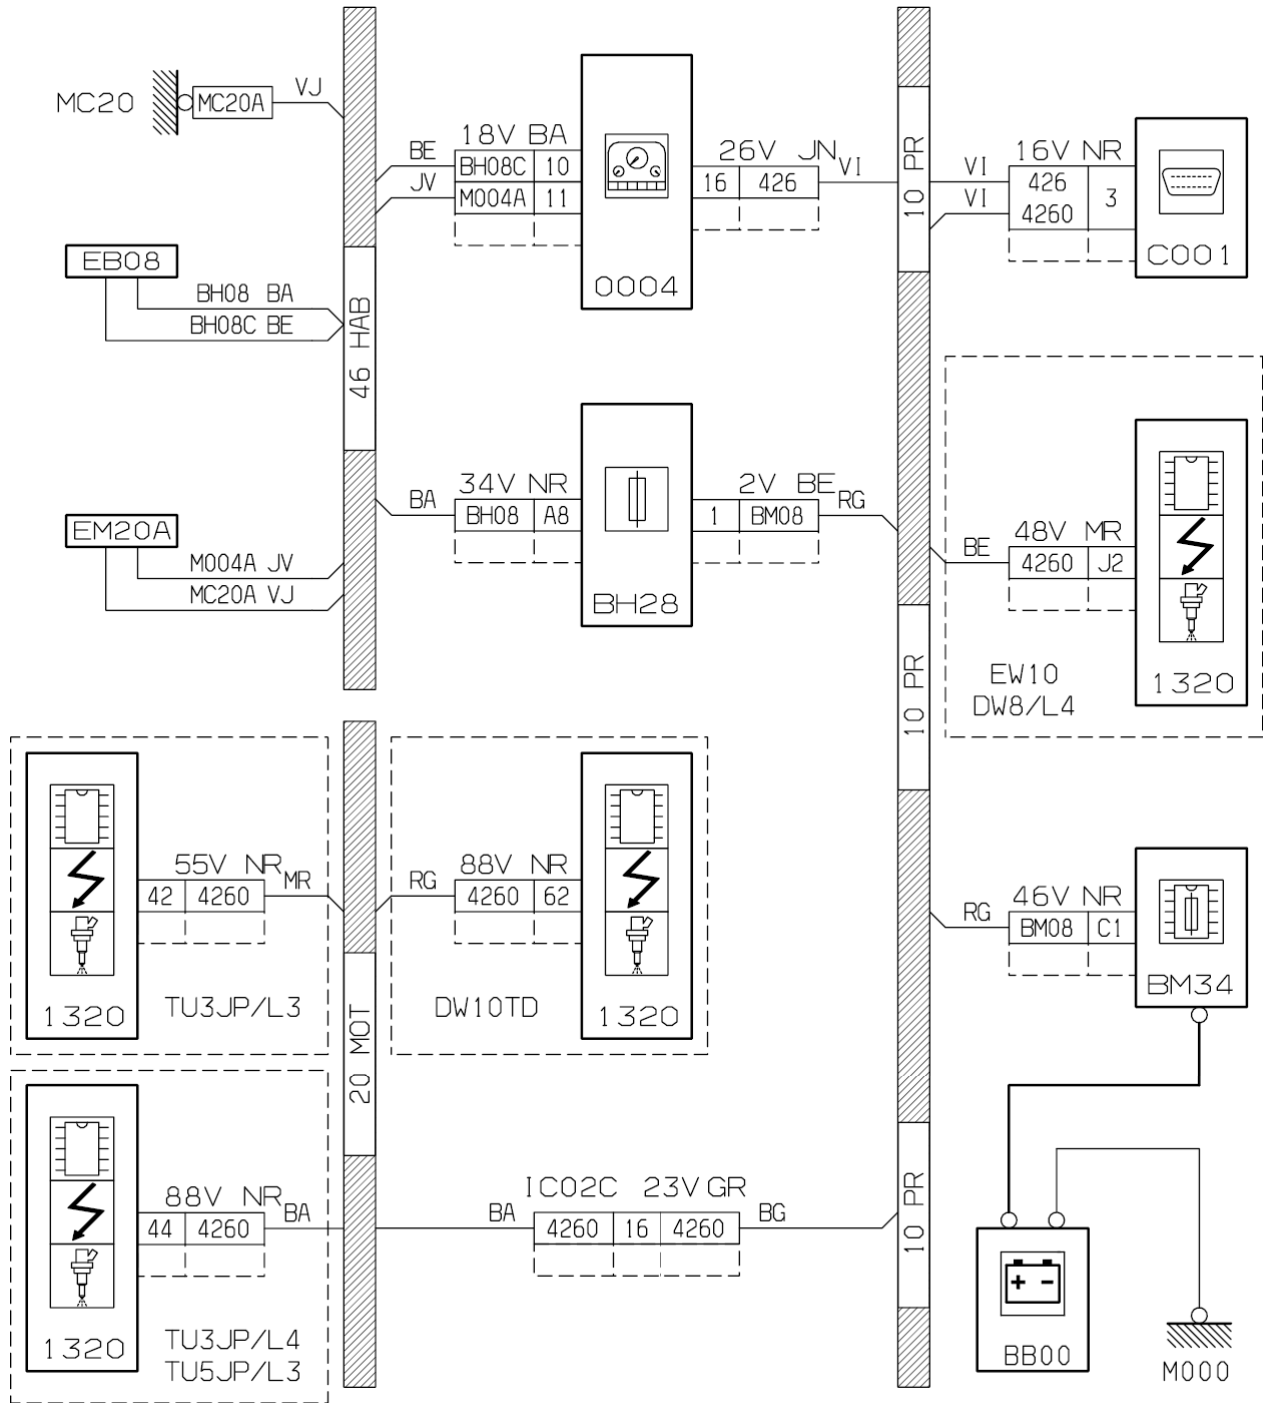 MC20 MC20A VJ
BE 18V BA
BH08C 10
JV M004A 11
0004
26V JN VI
16 426
10 PR
VI 16V NR
VI 426 3
4260
C001
EB08
BH08 BA
BH08C BE
46 HAB
BA 34V NR
BH08 A8
BH28
2V BE RG
1 BM08
EM20A
M004A JV
MC20A VJ
BE 48V MR
4260 J2
1320
EW10
DW8/L4
10 PR
55V NR MR
42 4260
1320
TU3JP/L3
RG 88V NR
4260 62
DW10TD
1320
20 MOT
RG 46V NR
BM08 C1
BM34
88V NR BA
44 4260
1320
TU3JP/L4
TU5JP/L3
IC02C 23V GR
BA 4260 16 4260 BG
10 PR
+ -
BB00
M000